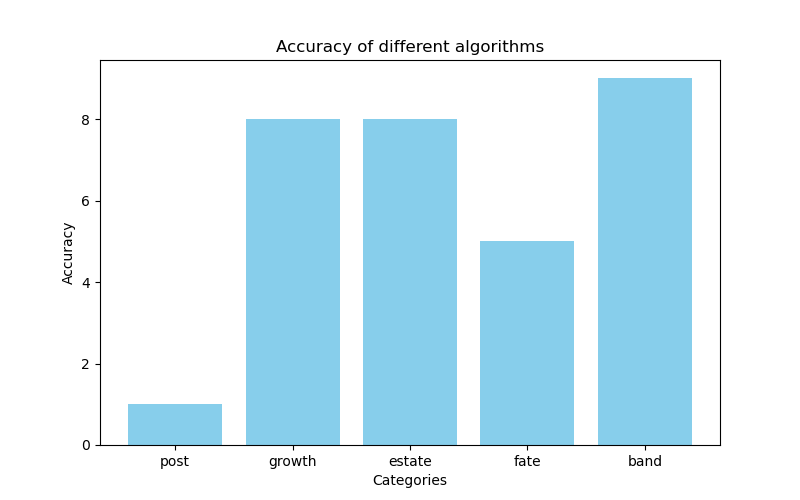 Accuracy of different algorithms
Accuracy
8
6
4
2
0
post growth estate fate band
Categories